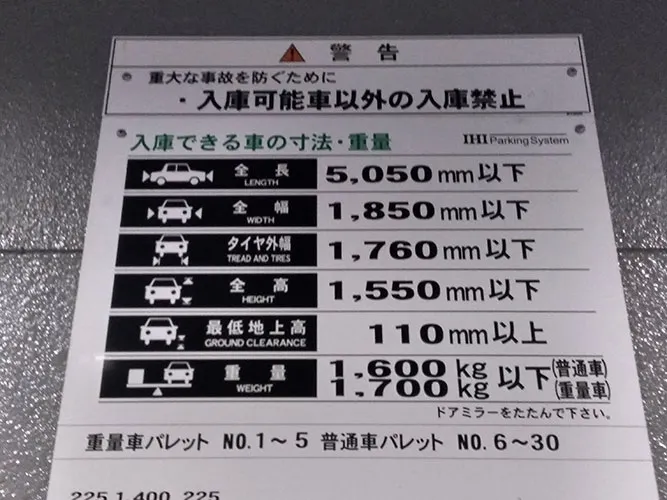 警告
重大な事故を防ぐために
・入庫可能車以外の入庫禁止
入庫できる車の寸法・重量 IHI Parking System
全長 LENGTH 5,050mm以下
全幅 WIDTH 1,850mm以下
タイヤ外幅 TREAD AND TIRES 1,760mm以下
全高 HEIGHT 1,550mm以下
最低地上高 GROUND CLEARANCE 110mm以上
重量 WEIGHT 1,600kg 1,700kg 以下 (普通車) (重量車)
ドアミラーをたたんで下さい。
重量車パレット NO.1～5 普通車パレット NO.6～30
225 1,400 225